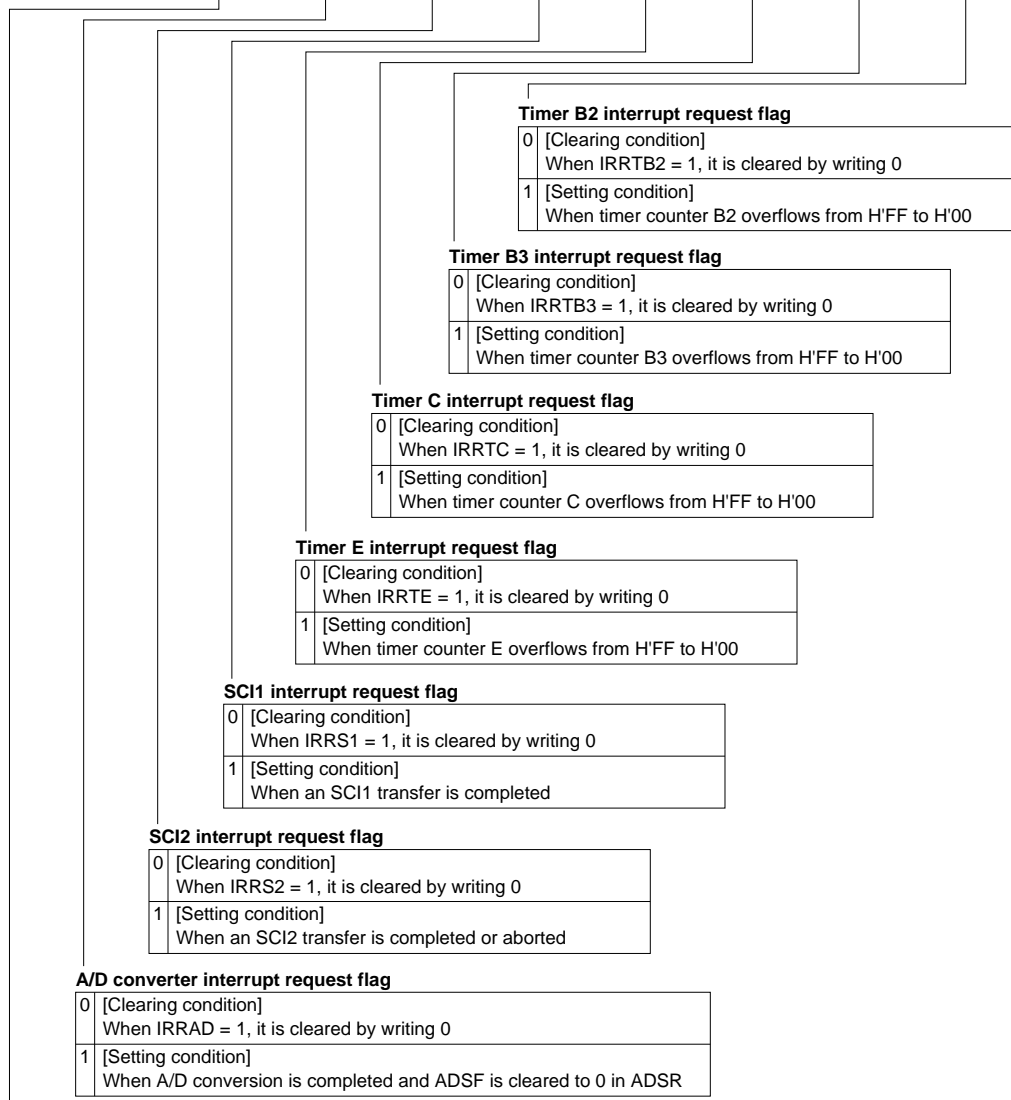 Timer B2 interrupt request flag
0 [Clearing condition]
When IRRTB2 = 1, it is cleared by writing 0
1 [Setting condition]
When timer counter B2 overflows from H'FF to H'00
Timer B3 interrupt request flag
0 [Clearing condition]
When IRRTB3 = 1, it is cleared by writing 0
1 [Setting condition]
When timer counter B3 overflows from H'FF to H'00
Timer C interrupt request flag
0 [Clearing condition]
When IRRTC = 1, it is cleared by writing 0
1 [Setting condition]
When timer counter C overflows from H'FF to H'00
Timer E interrupt request flag
0 [Clearing condition]
When IRRTE = 1, it is cleared by writing 0
1 [Setting condition]
When timer counter E overflows from H'FF to H'00
SCI1 interrupt request flag
0 [Clearing condition]
When IRRS1 = 1, it is cleared by writing 0
1 [Setting condition]
When an SCI1 transfer is completed
SCI2 interrupt request flag
0 [Clearing condition]
When IRRS2 = 1, it is cleared by writing 0
1 [Setting condition]
When an SCI2 transfer is completed or aborted
A/D converter interrupt request flag
0 [Clearing condition]
When IRRAD = 1, it is cleared by writing 0
1 [Setting condition]
When A/D conversion is completed and ADSF is cleared to 0 in ADSR